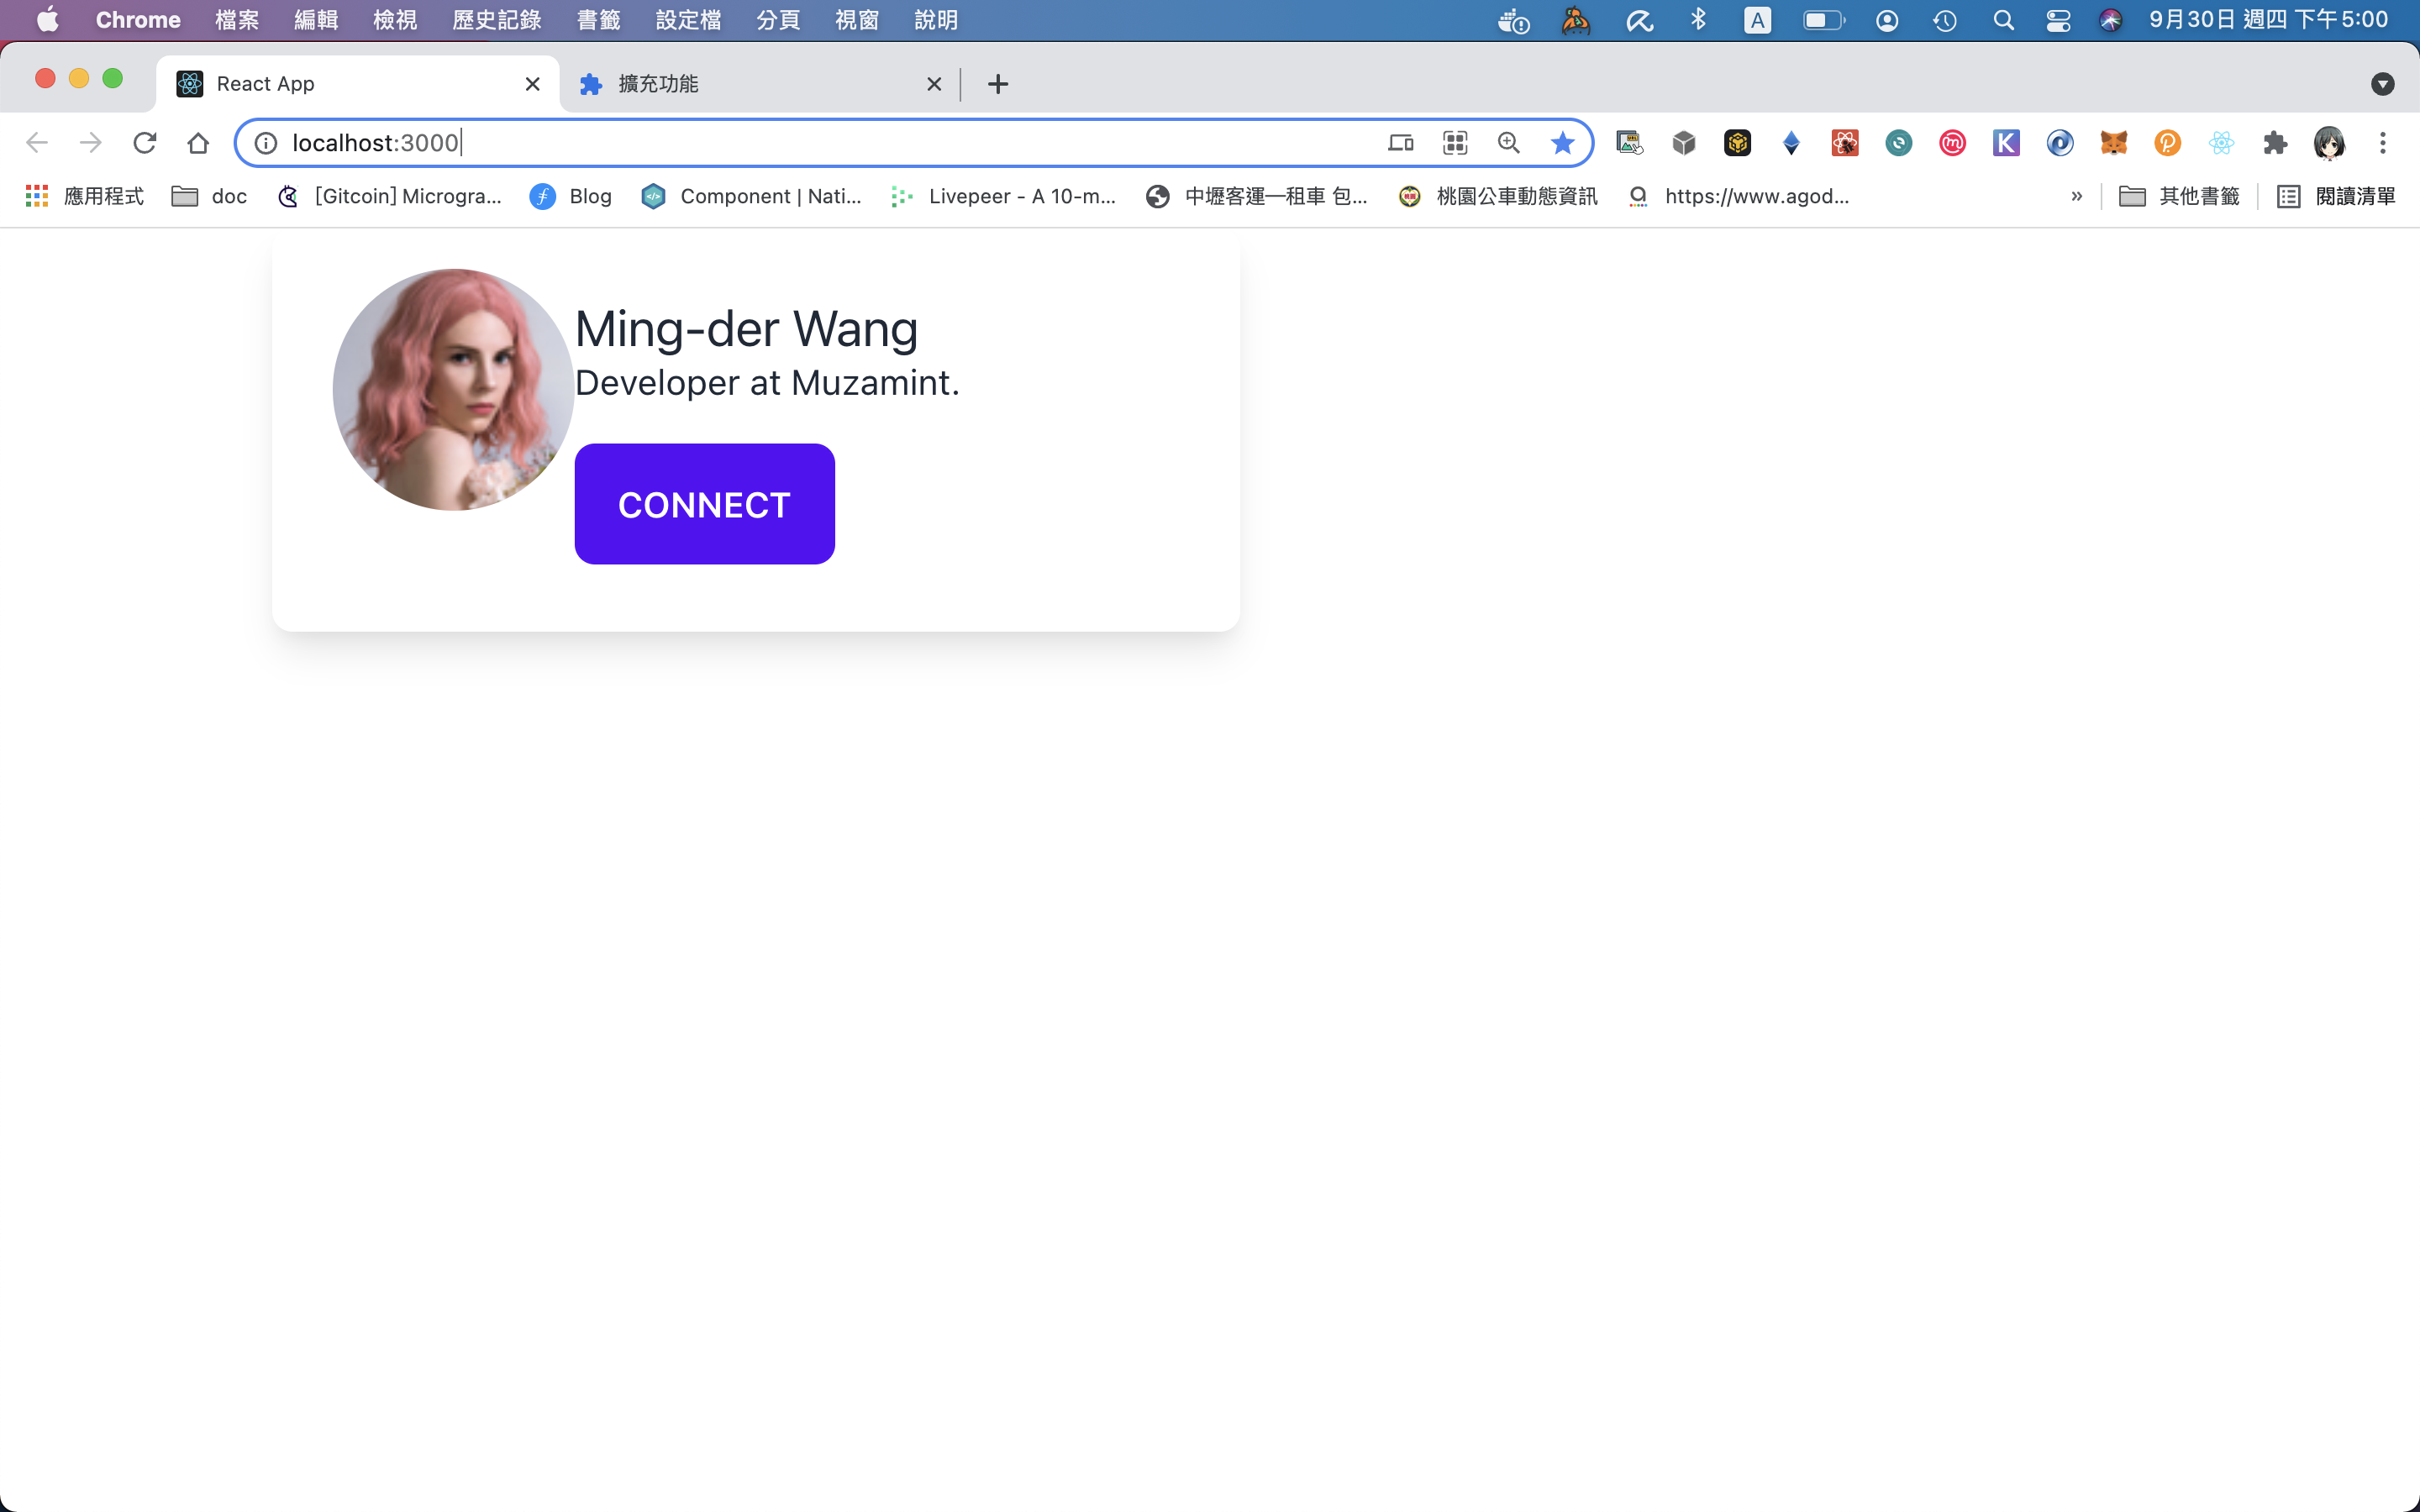 Chrome 檔案 編輯 檢視 歷史記錄 書籤 設定檔 分頁 視窗 說明 A 9月30日 週四 下午5:00
React App 擴充功能
localhost:3000
應用程式 doc [Gitcoin] Microgra... Blog Component | Nati... Livepeer - A 10-m... 中壢客運—租車 包... 桃園公車動態資訊 https://www.agod... » 其他書籤 閱讀清單
Ming-der Wang
Developer at Muzamint.
CONNECT